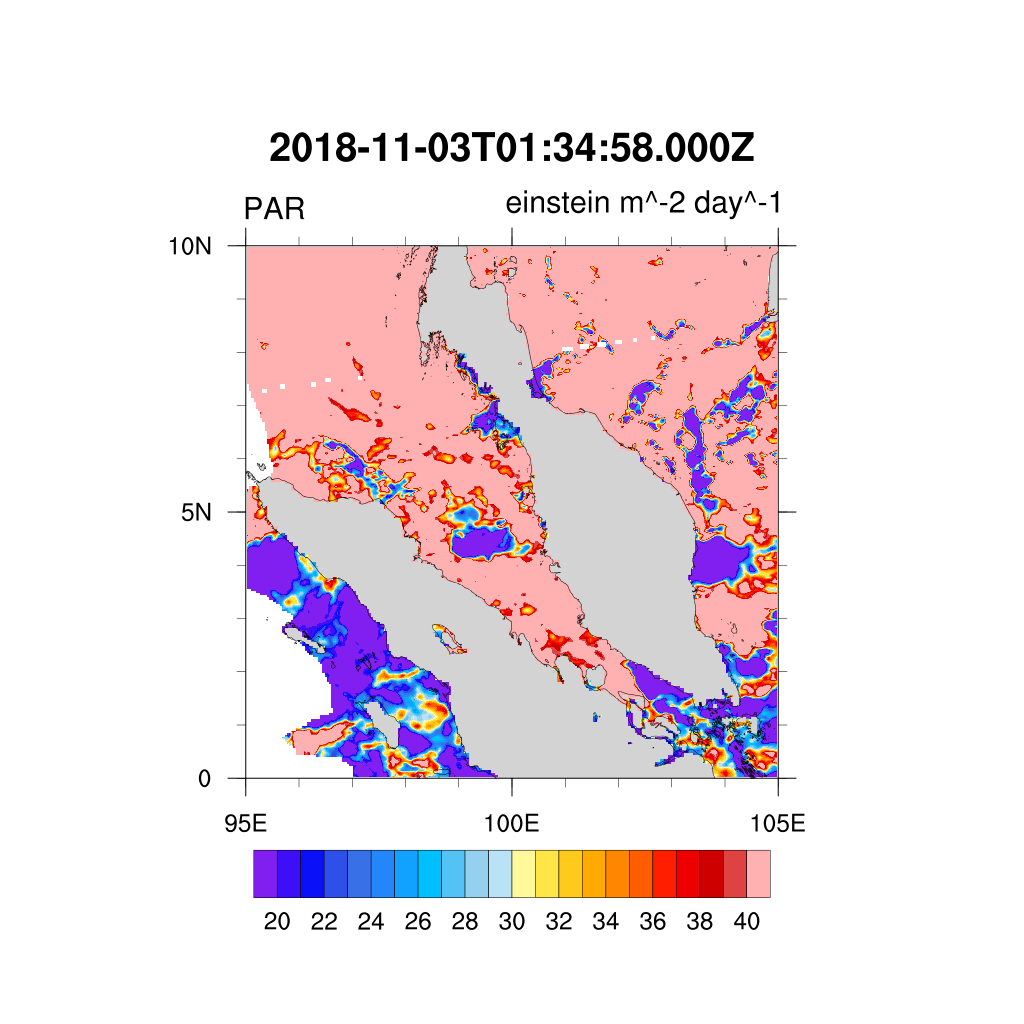 2018-11-03T01:34:58.000Z
PAR einstein m^-2 day^-1
10N
5N
0
95E 100E 105E
20 22 24 26 28 30 32 34 36 38 40